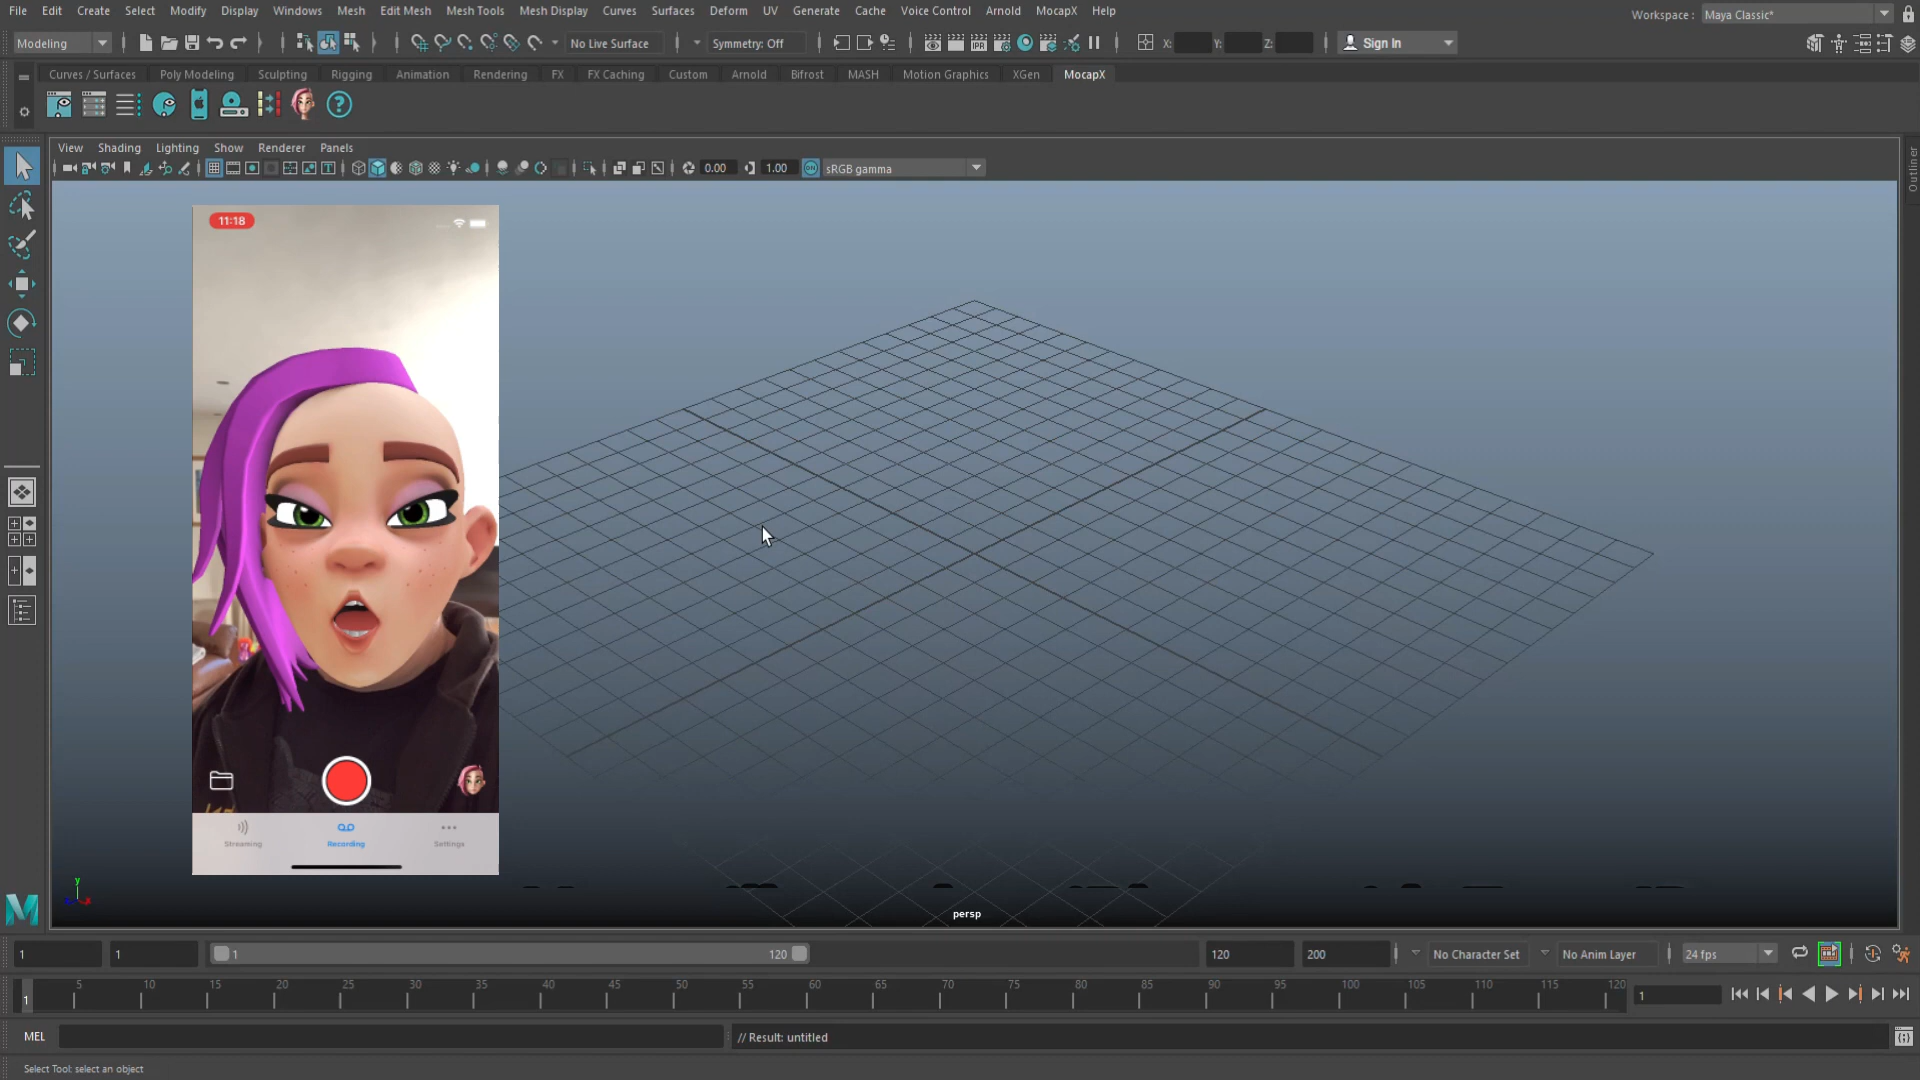 File Edit Create Select Modify Display Windows Mesh Edit Mesh Mesh Tools Mesh Display Curves Surfaces Deform UV Generate Cache Voice Control Arnold MocapX Help
Workspace : Maya Classic*
Modeling No Live Surface Symmetry: Off IPR X: Y: Z: Sign In
Curves / Surfaces Poly Modeling Sculpting Rigging Animation Rendering FX FX Caching Custom Arnold Bifrost MASH Motion Graphics XGen MocapX
View Shading Lighting Show Renderer Panels
0.00 1.00 sRGB gamma
Outliner
11:18
Streaming Recording Settings
y
persp
1 1 1 120 120 200 No Character Set No Anim Layer 24 fps
5 10 15 20 25 30 35 40 45 50 55 60 65 70 75 80 85 90 95 100 105 110 115 120
1 1
MEL // Result: untitled
Select Tool: select an object